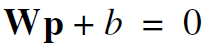 Wp + b = 0